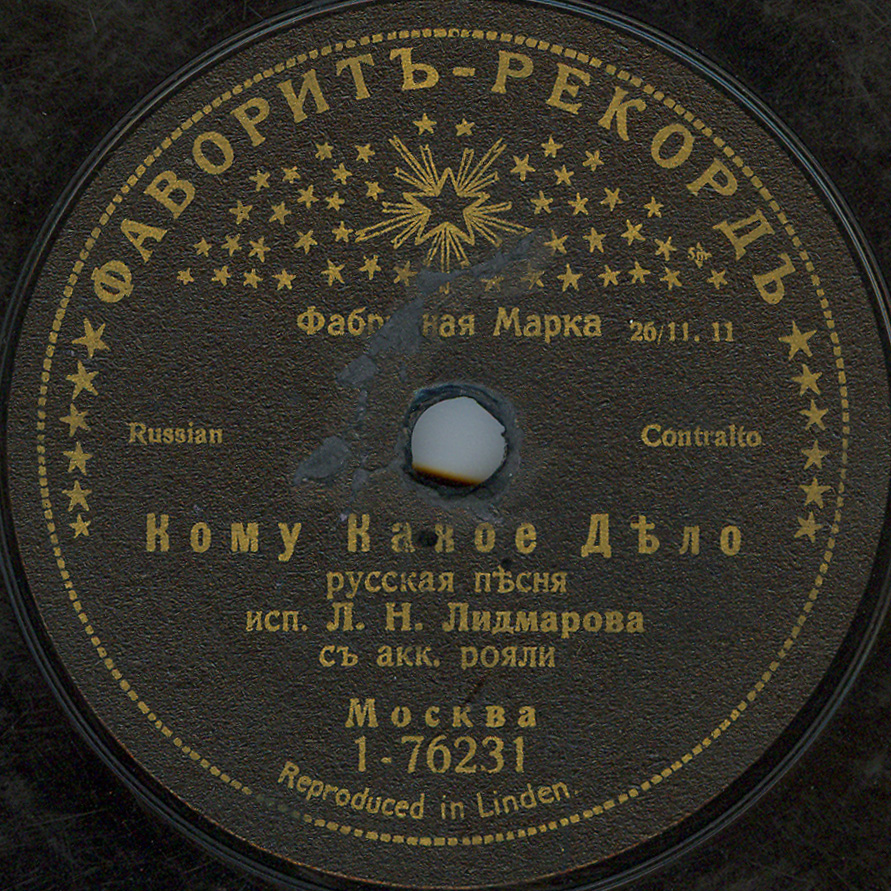 ФАВОРИТЪ-РЕКОРДЪ
Марка 26/11.11
Russian Contralto
Кому Какое Дѣло
русская пѣсня
исп. Л. Н. Лидмарова
съ акк. рояли
Москва
1-76231
Reproduced in Linden.